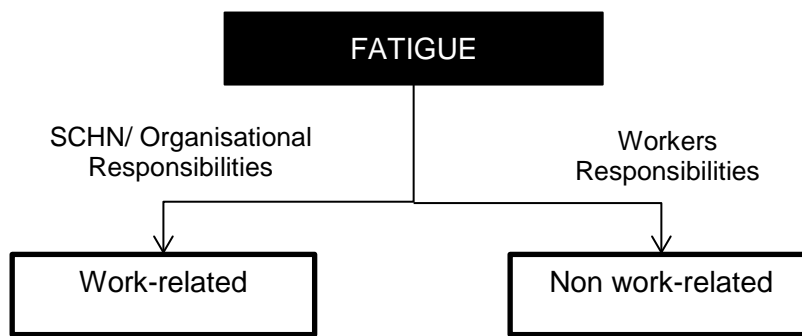 FATIGUE
SCHN/ Organisational
Responsibilities
Workers
Responsibilities
Work-related
Non work-related